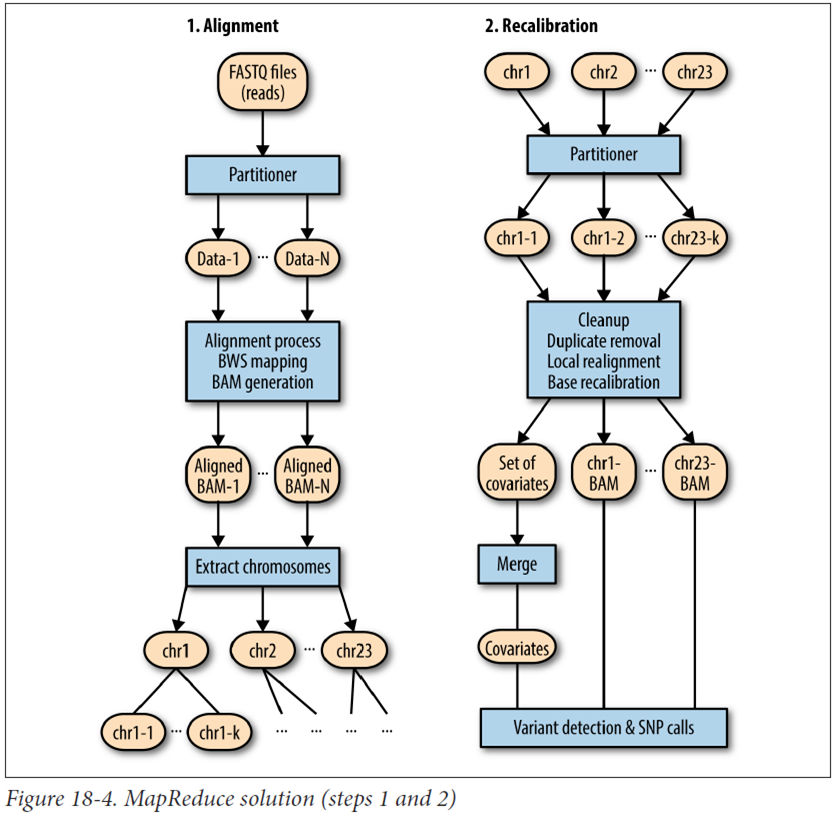 1. Alignment
FASTQ files
(reads)
Partitioner
Data-1
...
Data-N
Alignment process
BWS mapping
BAM generation
Aligned
BAM-1
...
Aligned
BAM-N
Extract chromosomes
chr1
chr2
...
chr23
chr1-1
...
chr1-k
...
...
...
...
2. Recalibration
chr1
chr2
...
chr23
Partitioner
chr1-1
chr1-2
...
chr23-k
Cleanup
Duplicate removal
Local realignment
Base recalibration
Set of
covariates
chr1-
BAM
...
chr23-
BAM
Merge
Covariates
Variant detection & SNP calls
Figure 18-4. MapReduce solution (steps 1 and 2)